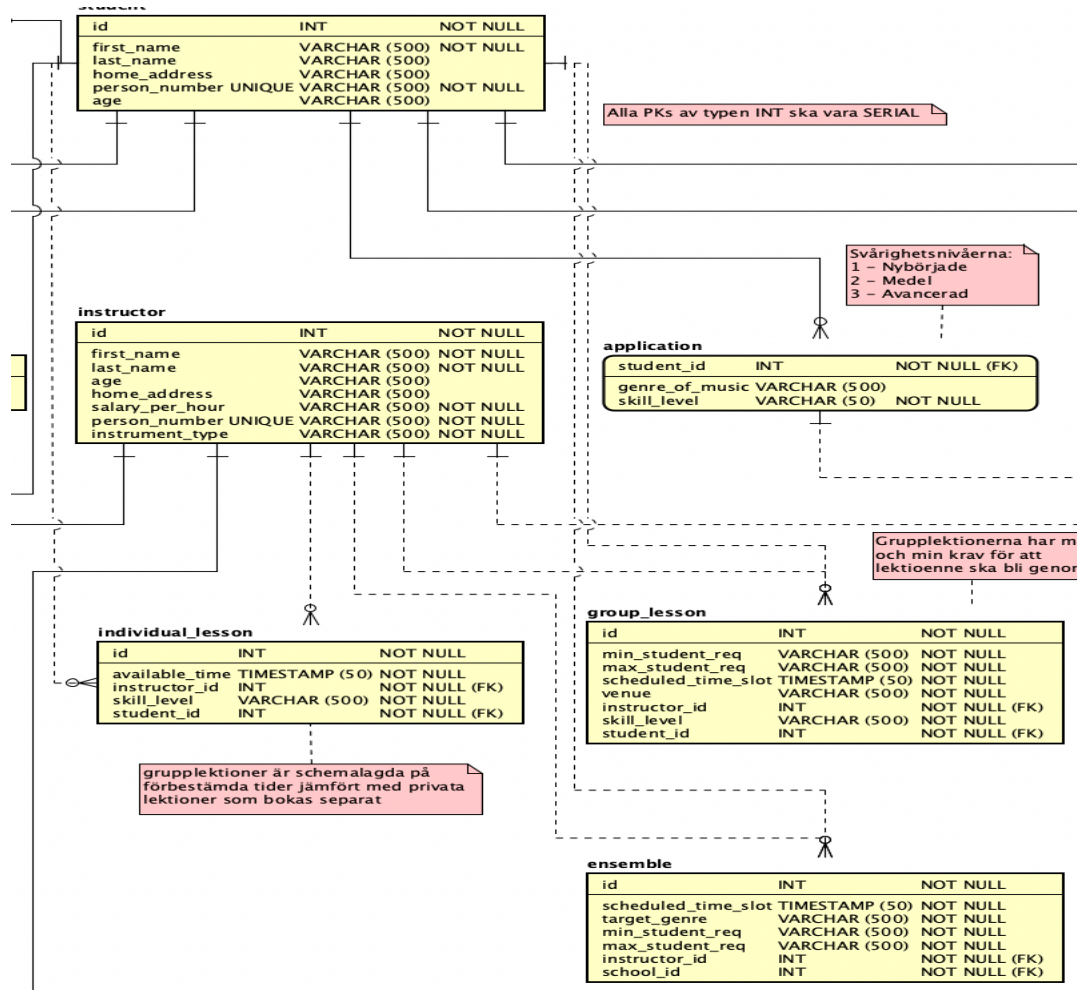 student
id INT NOT NULL
first_name VARCHAR (500) NOT NULL
last_name VARCHAR (500)
home_address VARCHAR (500)
person_number UNIQUE VARCHAR (500) NOT NULL
age VARCHAR (500)
Alla PKs av typen INT ska vara SERIAL
Svårighetsnivåerna:
1 – Nybörjade
2 – Medel
3 – Avancerad
instructor
id INT NOT NULL
first_name VARCHAR (500) NOT NULL
last_name VARCHAR (500) NOT NULL
age VARCHAR (500)
home_address VARCHAR (500)
salary_per_hour VARCHAR (500) NOT NULL
person_number UNIQUE VARCHAR (500) NOT NULL
instrument_type VARCHAR (500) NOT NULL
application
student_id INT NOT NULL (FK)
genre_of_music VARCHAR (500)
skill_level VARCHAR (50) NOT NULL
Grupplektionerna har m
och min krav för att
lektioenne ska bli genor
individual_lesson
id INT NOT NULL
available_time TIMESTAMP (50) NOT NULL
instructor_id INT NOT NULL (FK)
skill_level VARCHAR (500) NOT NULL
student_id INT NOT NULL (FK)
grupplektioner är schemalagda på
förbestämda tider jämfört med privata
lektioner som bokas separat
group_lesson
id INT NOT NULL
min_student_req VARCHAR (500) NOT NULL
max_student_req VARCHAR (500) NOT NULL
scheduled_time_slot TIMESTAMP (50) NOT NULL
venue VARCHAR (500) NOT NULL
instructor_id INT NOT NULL (FK)
skill_level VARCHAR (500) NOT NULL
student_id INT NOT NULL (FK)
ensemble
id INT NOT NULL
scheduled_time_slot TIMESTAMP (50) NOT NULL
target_genre VARCHAR (500) NOT NULL
min_student_req VARCHAR (500) NOT NULL
max_student_req VARCHAR (500) NOT NULL
instructor_id INT NOT NULL (FK)
school_id INT NOT NULL (FK)